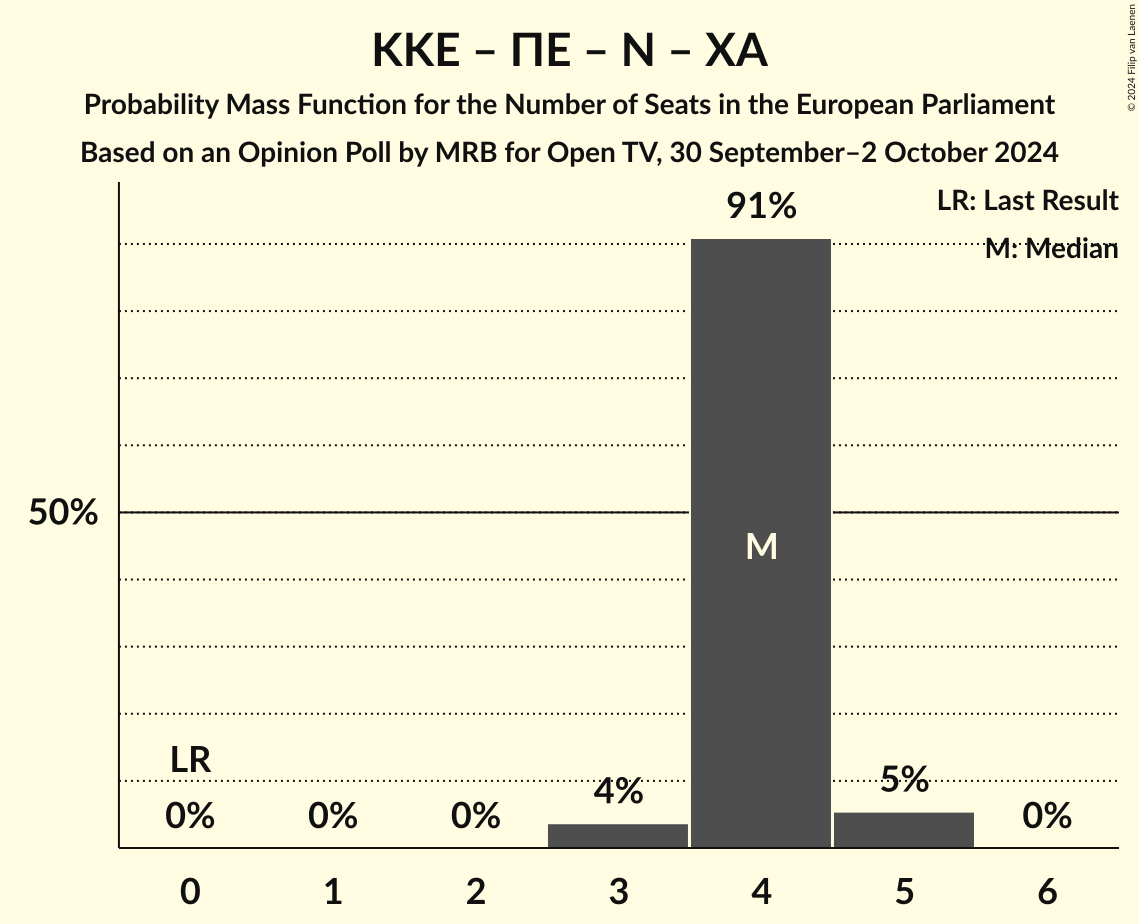 ΚΚΕ – ΠΕ – Ν – ΧΑ
Probability Mass Function for the Number of Seats in the European Parliament
Based on an Opinion Poll by MRB for Open TV, 30 September–2 October 2024
© 2024 Filip van Laenen
LR: Last Result
M: Median
91%
50%
M
LR
0%
0%
0%
4%
5%
0%
0
1
2
3
4
5
6